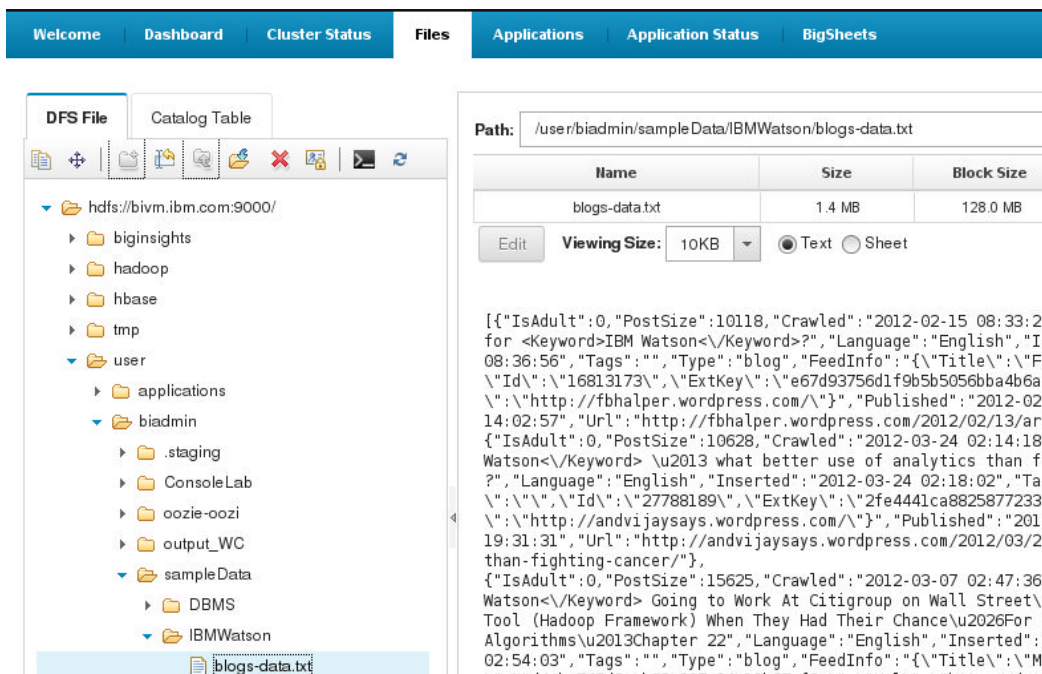 Welcome Dashboard Cluster Status Files Applications Application Status BigSheets
DFS File Catalog Table
Path: /user/biadmin/sampleData/IBMWatson/blogs-data.txt
Name Size Block Size
blogs-data.txt 1.4 MB 128.0 MB
Edit Viewing Size: 10KB Text Sheet
hdfs://bivm.ibm.com:9000/
biginsights
hadoop
hbase
tmp
user
applications
biadmin
.staging
ConsoleLab
oozie-oozi
output_WC
sampleData
DBMS
IBMWatson
blogs-data.txt
[{"IsAdult":0,"PostSize":10118,"Crawled":"2012-02-15 08:33:2
for <Keyword>IBM Watson<\/Keyword>?","Language":"English","I
08:36:56","Tags":"","Type":"blog","FeedInfo":"{\"Title\":\"F
\"Id\":\"16813173\",\"ExtKey\":\"e67d93756d1f9b5b5056bba4b6a
\":\"http://fbhalper.wordpress.com/\"}","Published":"2012-02
14:02:57","Url":"http://fbhalper.wordpress.com/2012/02/13/ar
{"IsAdult":0,"PostSize":10628,"Crawled":"2012-03-24 02:14:18
Watson<\/Keyword> \u2013 what better use of analytics than f
?","Language":"English","Inserted":"2012-03-24 02:18:02","Ta
\":\"\",\"Id\":\"27788189\",\"ExtKey\":\"2fe4441ca8825877233
\":\"http://andvijaysays.wordpress.com/\"}","Published":"201
19:31:31","Url":"http://andvijaysays.wordpress.com/2012/03/2
than-fighting-cancer/"},
{"IsAdult":0,"PostSize":15625,"Crawled":"2012-03-07 02:47:36
Watson<\/Keyword> Going to Work At Citigroup on Wall Street\
Tool (Hadoop Framework) When They Had Their Chance\u2026For
Algorithms\u2013Chapter 22","Language":"English","Inserted":
02:54:03","Tags":"","Type":"blog","FeedInfo":"{\"Title\":\"M